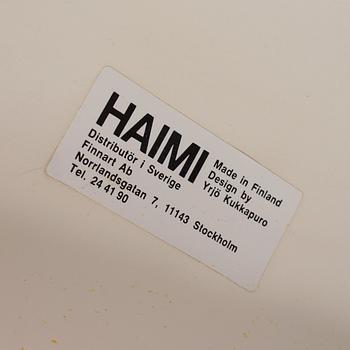 HAIMI
Made in Finland
Design by
Yrjö Kukkapuro
Distributör i Sverige
Finnart Ab
Norrlandsgatan 7, 11143 Stockholm
Tel. 24 41 90